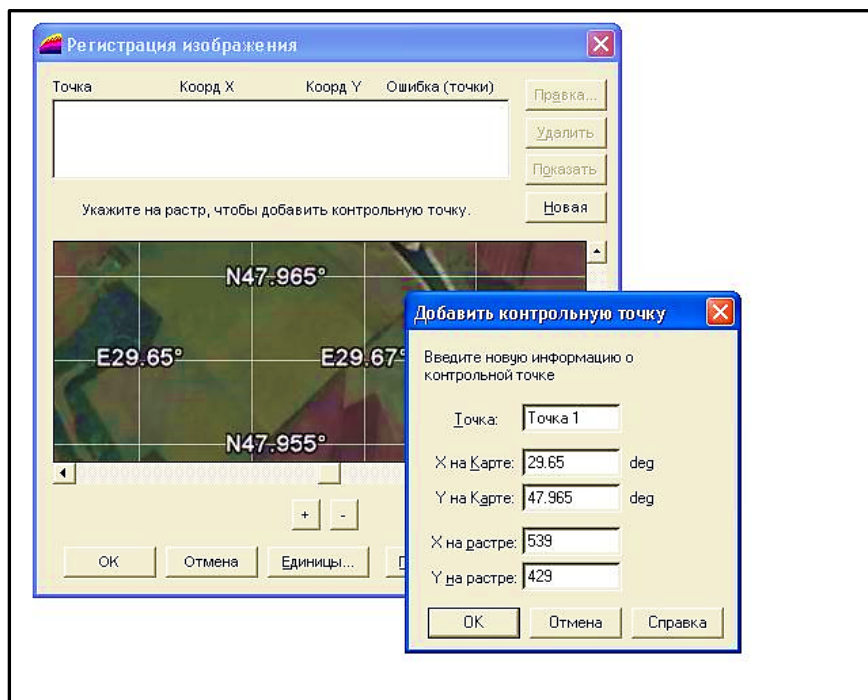 Регистрация изображения
Точка Коорд X Коорд Y Ошибка (точки)
Правка...
Удалить
Показать
Новая
Укажите на растр, чтобы добавить контрольную точку.
N47.965°
E29.65° E29.67°
N47.955°
+ -
ОК Отмена Единицы...
Добавить контрольную точку
Введите новую информацию о
контрольной точке
Точка: Точка 1
X на Карте: 29.65 deg
Y на Карте: 47.965 deg
X на растре: 539
Y на растре: 429
ОК Отмена Справка